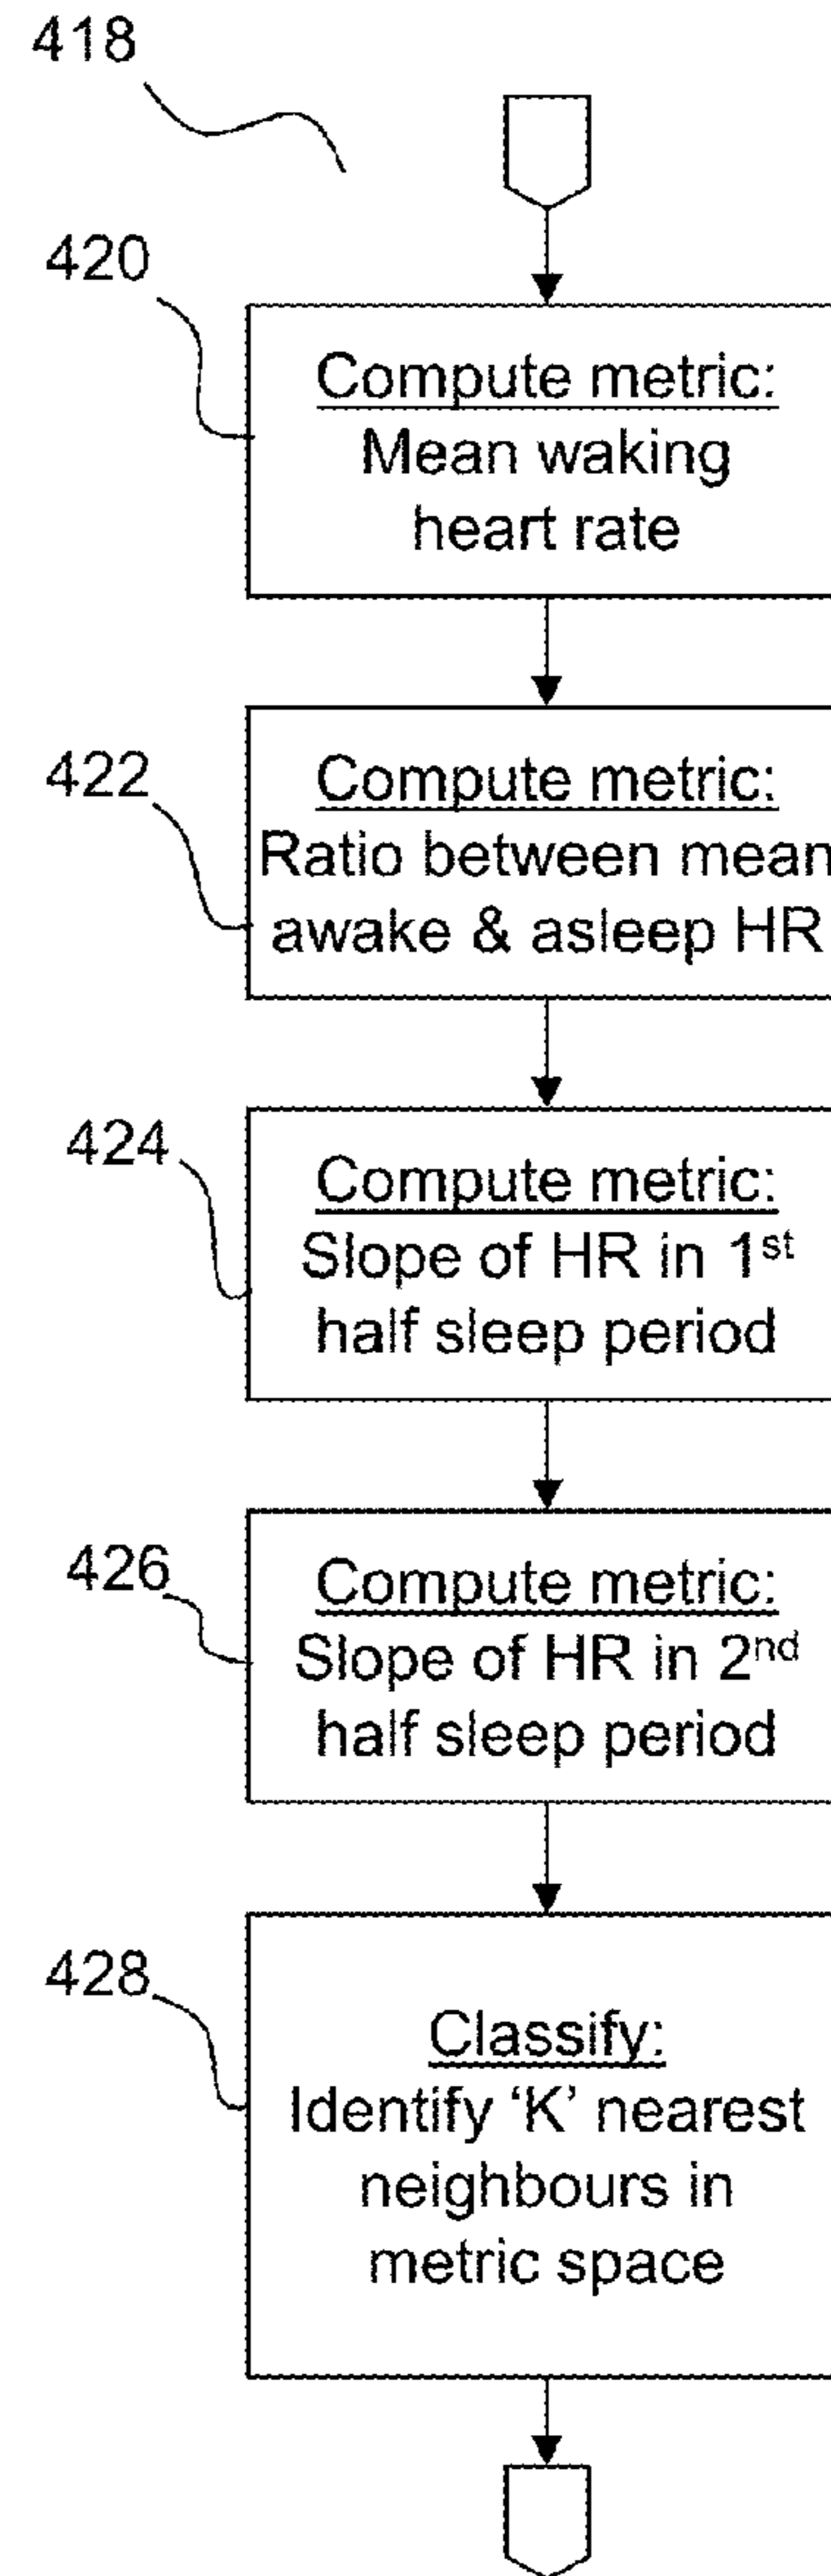 418
420
Compute metric:
Mean waking
heart rate
422
Compute metric:
Ratio between mean
awake & asleep HR
424
Compute metric:
Slope of HR in 1st
half sleep period
426
Compute metric:
Slope of HR in 2nd
half sleep period
428
Classify:
Identify ‘K’ nearest
neighbours in
metric space